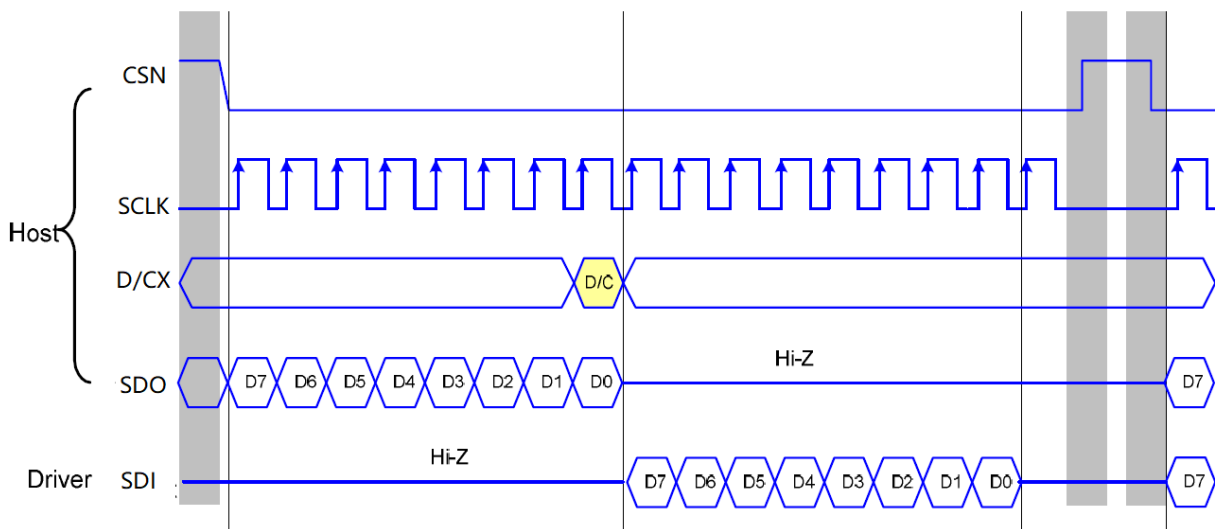 CSN
SCLK
Host
D/CX
D/C
Hi-Z
SDO
D7 D6 D5 D4 D3 D2 D1 D0
D7
Hi-Z
Driver SDI :
D7 D6 D5 D4 D3 D2 D1 D0
D7